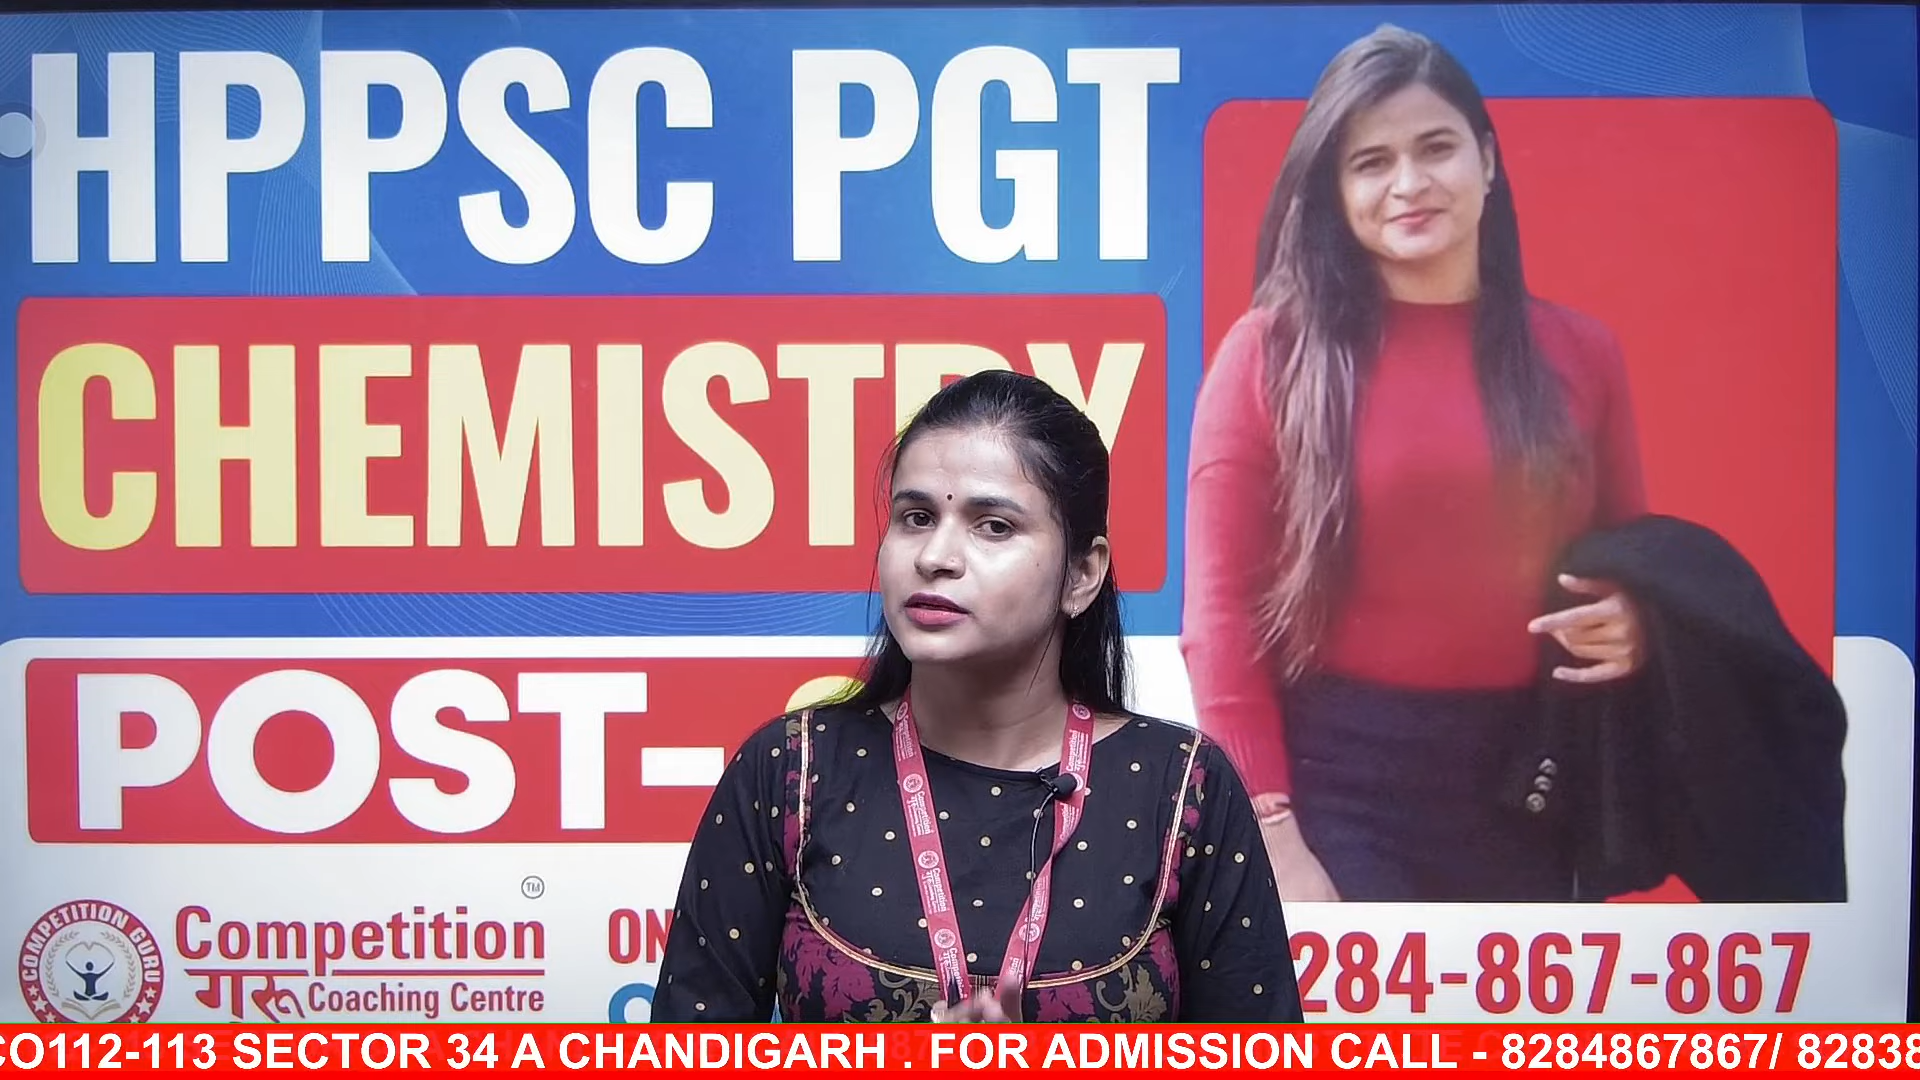 HPPSC PGT
CHEMISTRY
POST-
TM
COMPETITION GURU
Competition
गुरू Coaching Centre
ON
284-867-867
CO112-113 SECTOR 34 A CHANDIGARH . FOR ADMISSION CALL - 8284867867/ 82838